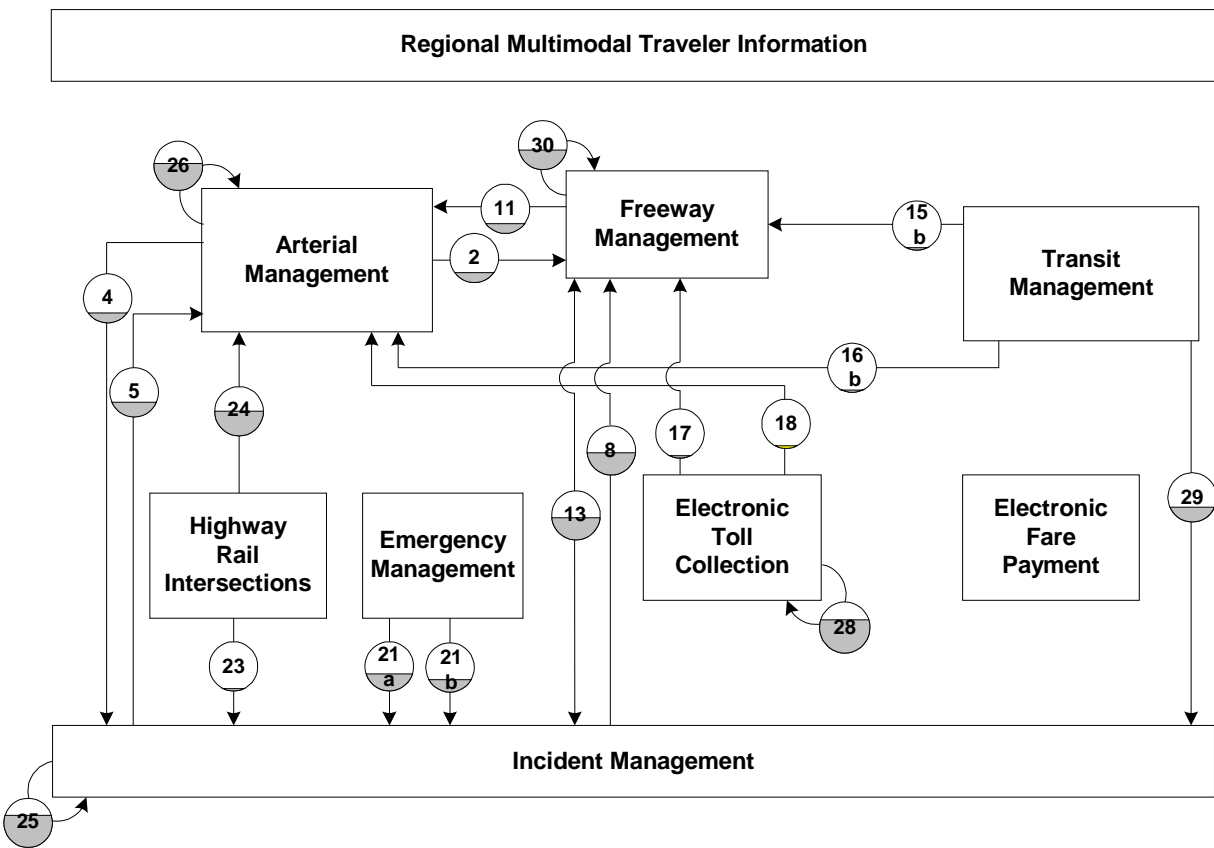 Regional Multimodal Traveler Information
26
30
11
2
15
b
Arterial
Management
Freeway
Management
Transit
Management
4
5
24
16
b
17
18
8
13
29
Highway
Rail
Intersections
Emergency
Management
Electronic
Toll
Collection
Electronic
Fare
Payment
28
23
21
a
21
b
Incident Management
25